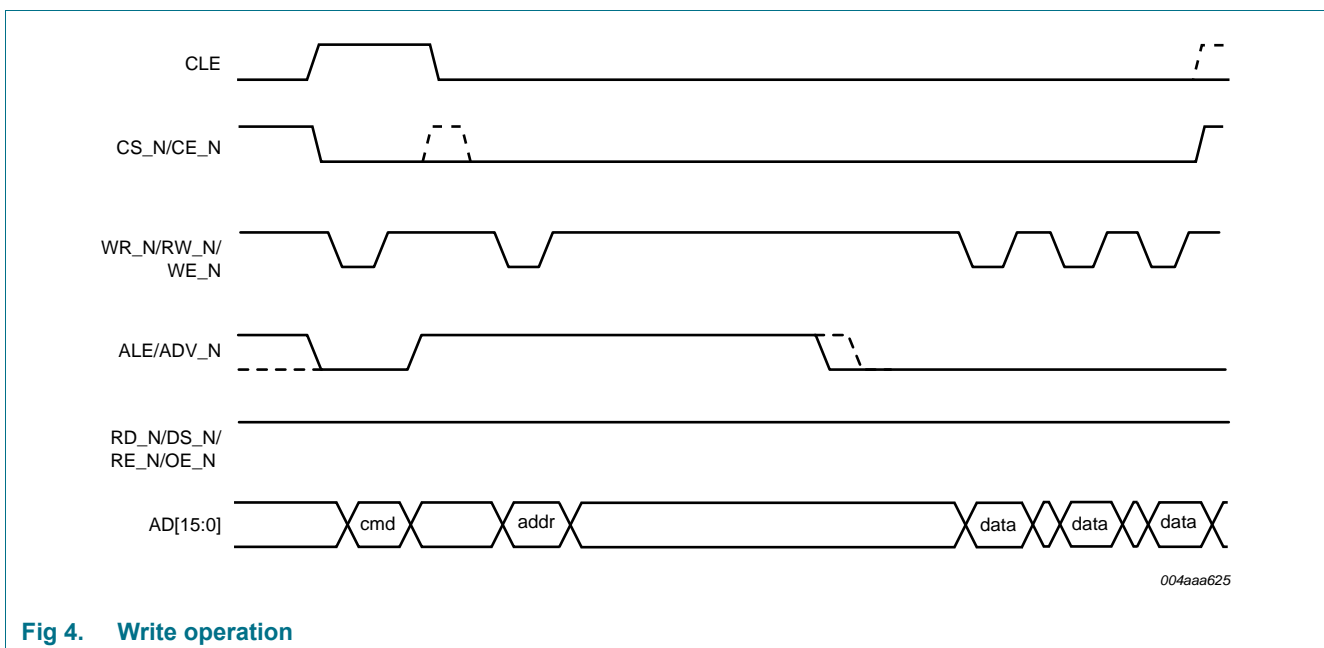 CLE
CS_N/CE_N
WR_N/RW_N/
WE_N
ALE/ADV_N
RD_N/DS_N/
RE_N/OE_N
AD[15:0] cmd addr data data data
004aaa625
Fig 4. Write operation